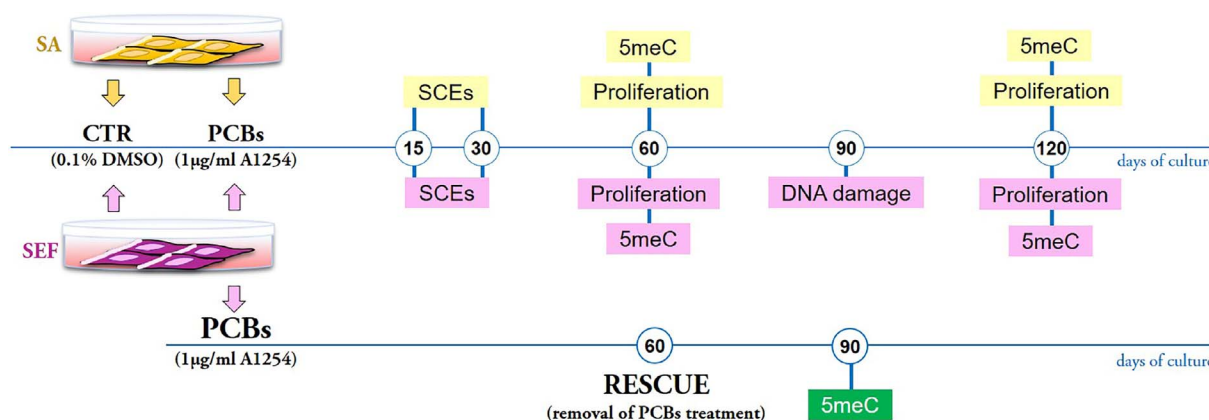 SA
CTR
(0.1% DMSO)
PCBs
(1μg/ml A1254)
SEF
5meC
Proliferation
5meC
Proliferation
SCEs
15
30
60
90
120
days of culture
SCEs
Proliferation
5meC
DNA damage
Proliferation
5meC
PCBs
(1μg/ml A1254)
60
90
days of culture
RESCUE
(removal of PCBs treatment)
5meC